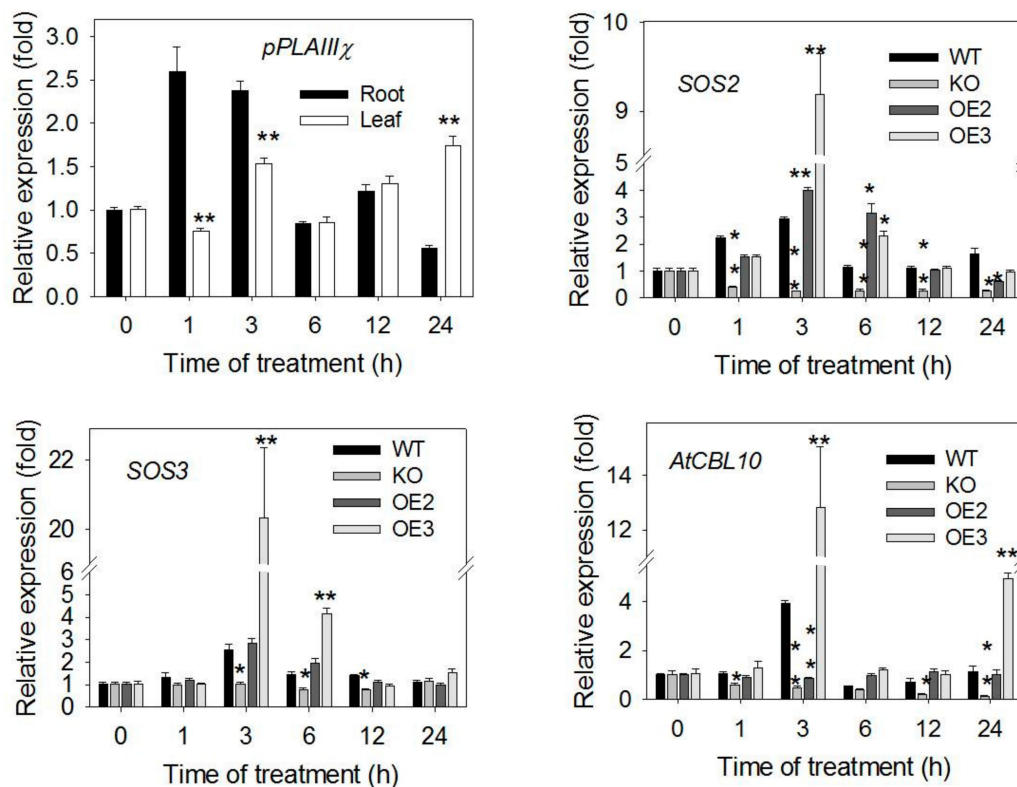 Relative expression (fold)
3.0
2.5
2.0
1.5
1.0
0.5
0.0
pPLAIIIχ
Root
Leaf
**
**
**
0 1 3 6 12 24
Time of treatment (h)
Relative expression (fold)
10
9
5
4
3
2
1
0
SOS2
WT
KO
OE2
OE3
**
**
*
*
*
*
*
*
*
*
*
*
*
*
0 1 3 6 12 24
Time of treatment (h)
Relative expression (fold)
22
20
6
5
4
3
2
1
0
SOS3
WT
KO
OE2
OE3
**
**
*
*
*
0 1 3 6 12 24
Time of treatment (h)
Relative expression (fold)
14
12
4
2
0
AtCBL10
WT
KO
OE2
OE3
**
**
*
*
*
*
*
*
*
*
0 1 3 6 12 24
Time of treatment (h)